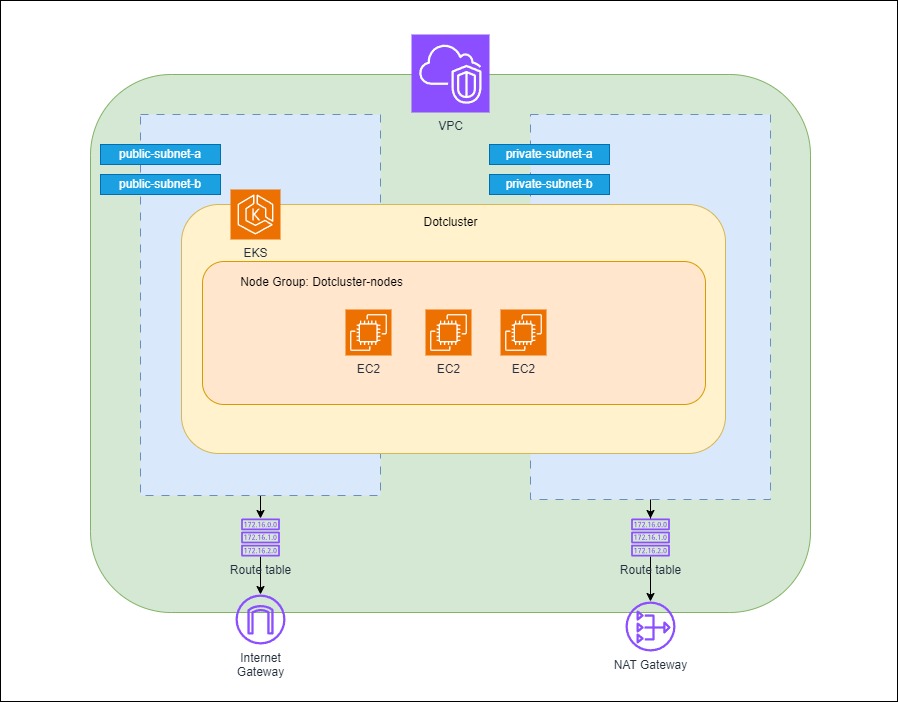 VPC
public-subnet-a
private-subnet-a
public-subnet-b
private-subnet-b
Dotcluster
EKS
Node Group: Dotcluster-nodes
EC2
EC2
EC2
172.16.0.0
172.16.1.0
172.16.2.0
Route table
172.16.0.0
172.16.1.0
172.16.2.0
Route table
Internet
Gateway
NAT Gateway